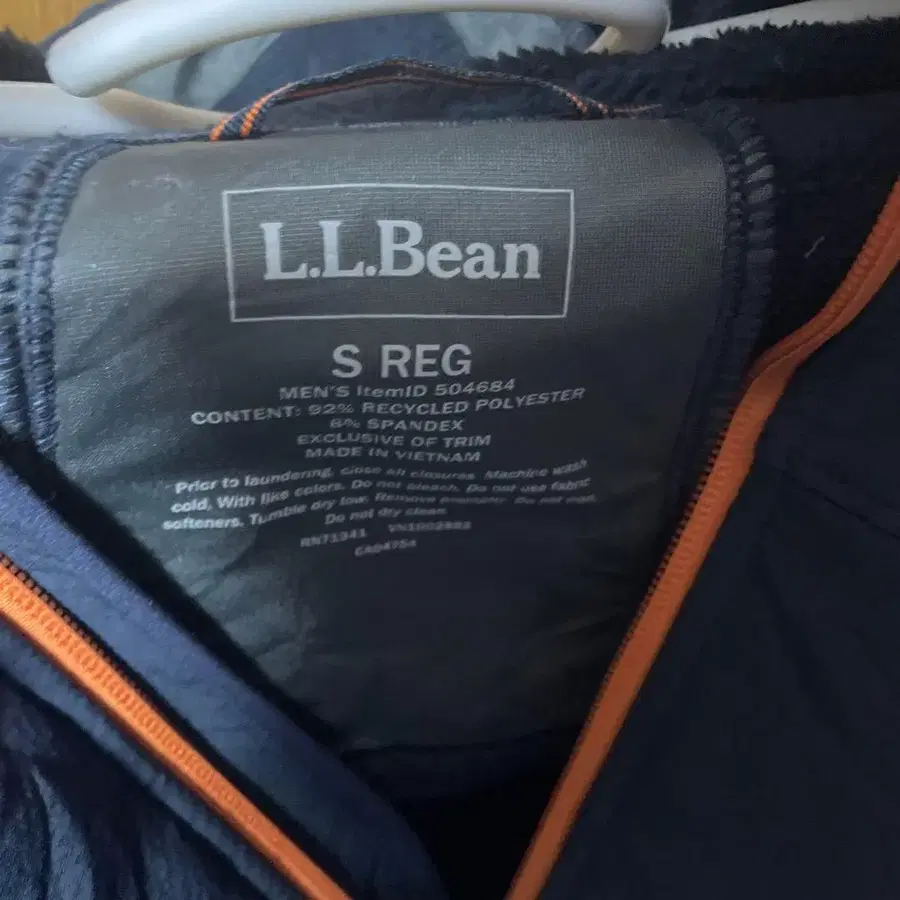 L.L.Bean
S REG
MEN'S ItemID 504684
CONTENT: 92% RECYCLED POLYESTER
8% SPANDEX
EXCLUSIVE OF TRIM
MADE IN VIETNAM
Prior to laundering, close all closures. Machine wash
cold, With like colors. Do not bleach. Do not use fabric
softeners. Tumble dry low. Remove promptly. Do not iron.
Do not dry clean.
RN71341
CA04754